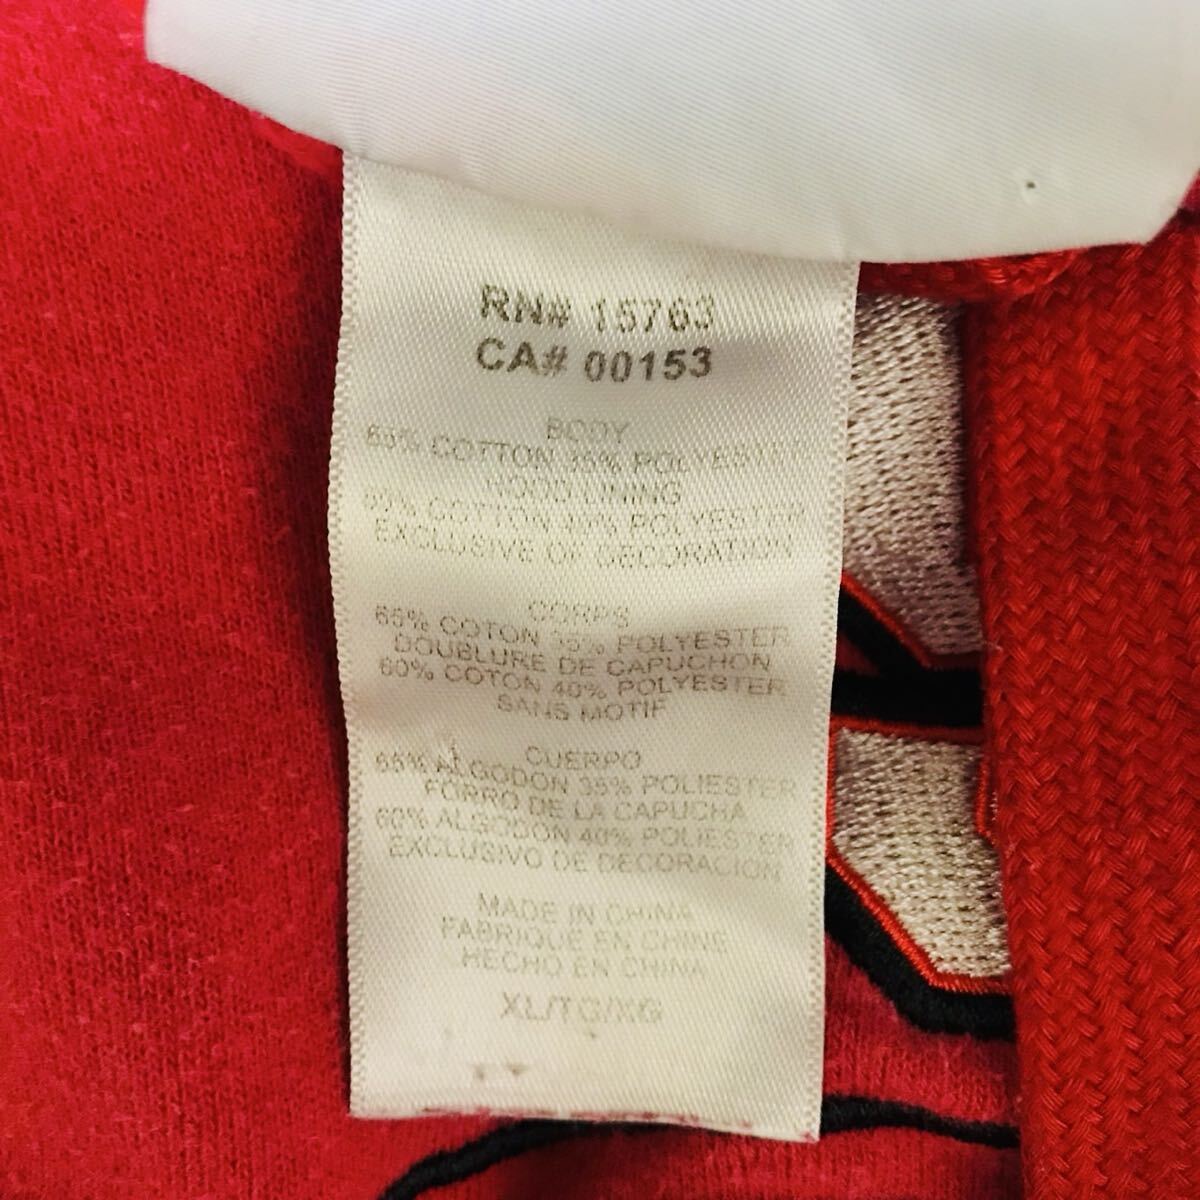 RN# 15763
CA# 00153
BODY
65% COTTON 35% POLYESTER
HOOD LINING
60% COTTON 40% POLYESTER
EXCLUSIVE OF DECORATION
CORPS
65% COTON 35% POLYESTER
DOUBLURE DE CAPUCHON
60% COTON 40% POLYESTER
SANS MOTIF
CUERPO
65% ALGODON 35% POLIESTER
FORRO DE LA CAPUCHA
60% ALGODON 40% POLIESTER
EXCLUSIVO DE DECORACION
MADE IN CHINA
FABRIQUE EN CHINE
HECHO EN CHINA
XL/TG/XG